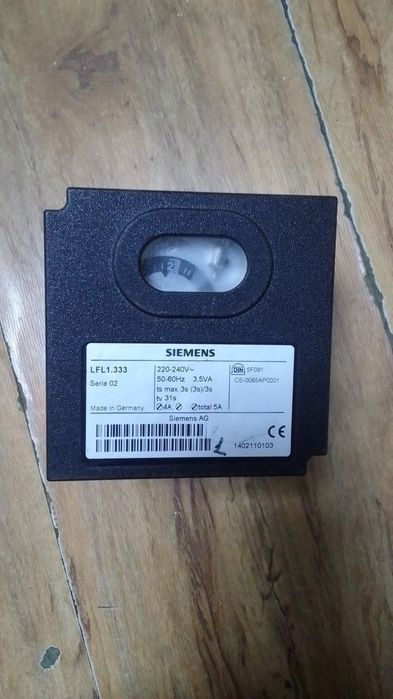 SIEMENS
LFL1.333
Serie 02
Made in Germany
220-240V~
50-60Hz 3,5VA
ts max 3s (3s)/3s
tv 31s
4A total 5A
DIN 5F091
CE-0085AP0001
Siemens AG
CE
1402110103